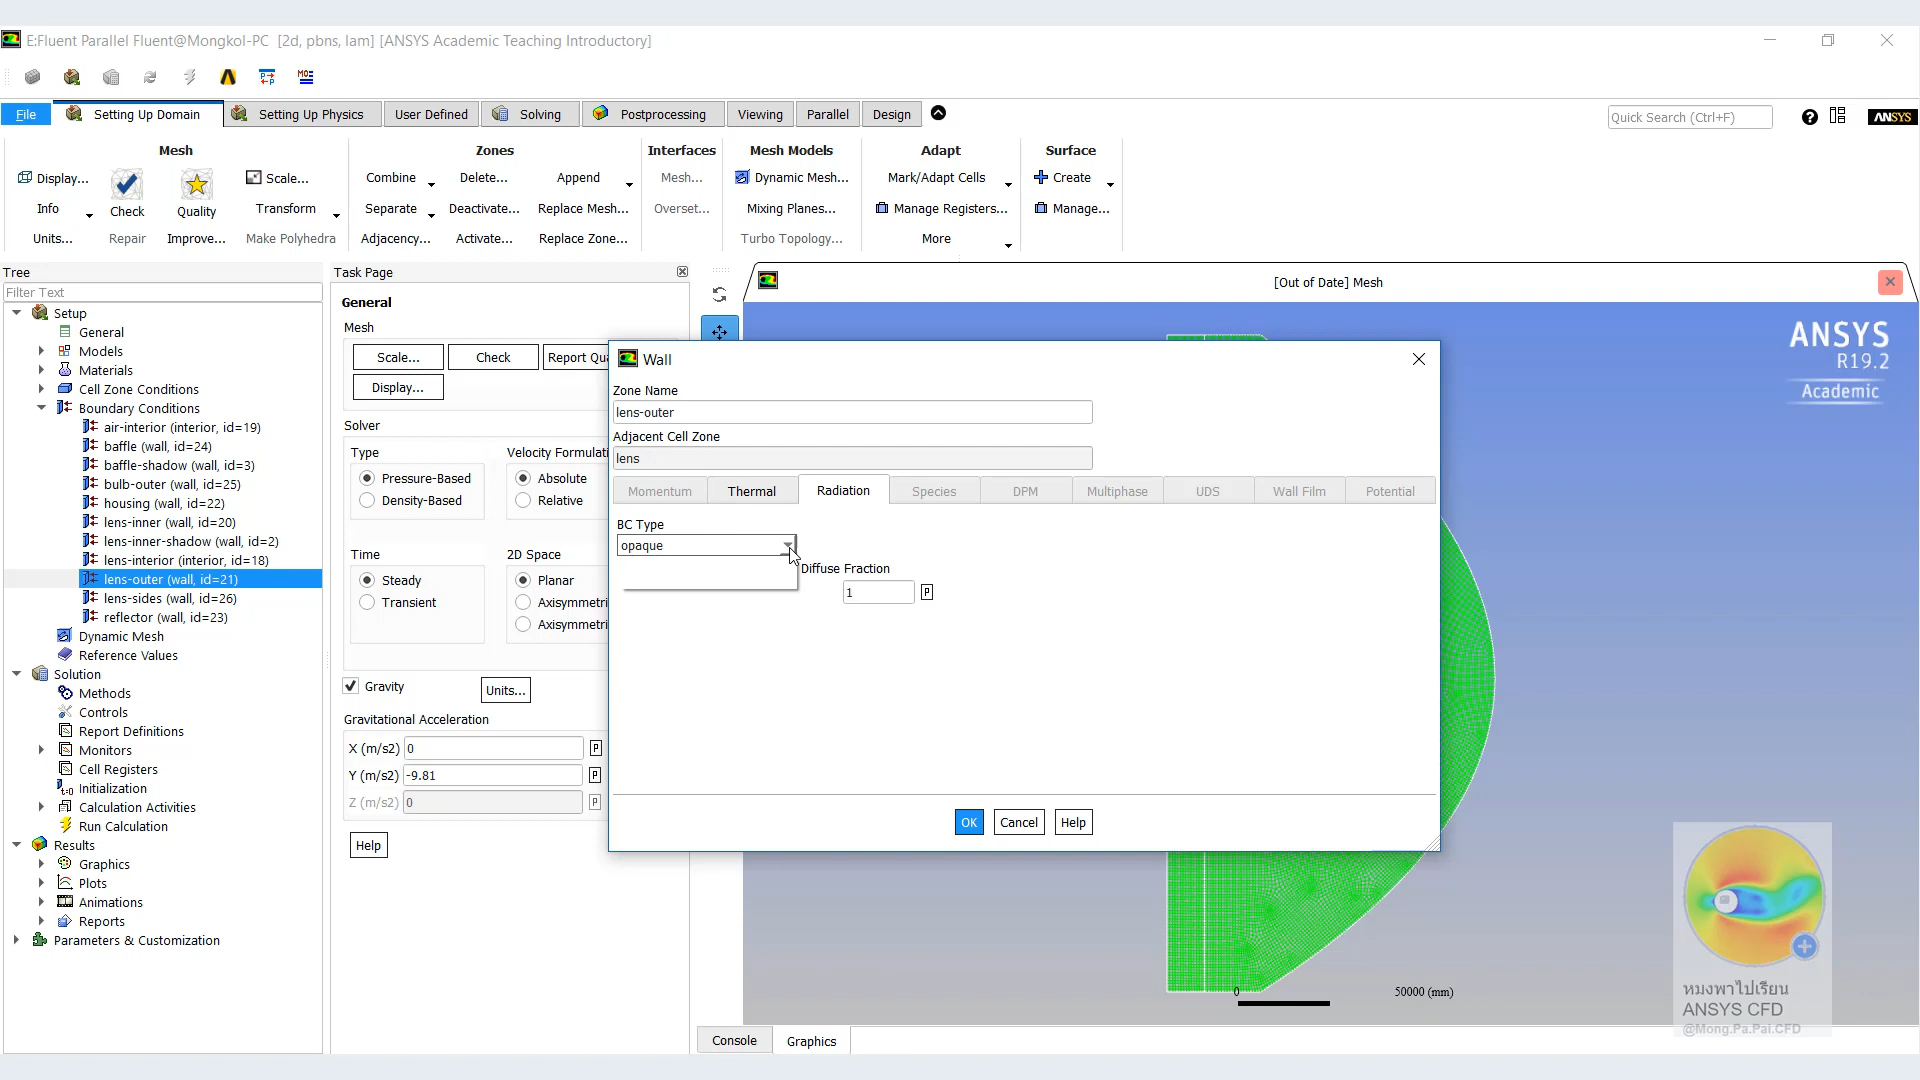 E:Fluent Parallel Fluent@Mongkol-PC [2d, pbns, lam] [ANSYS Academic Teaching Introductory]
File
Setting Up Domain
Setting Up Physics
User Defined
Solving
Postprocessing
Viewing
Parallel
Design
Quick Search (Ctrl+F)
ANSYS
Mesh
Zones
Interfaces
Mesh Models
Adapt
Surface
Display...
Scale...
Combine
Delete...
Append
Mesh...
Dynamic Mesh...
Mark/Adapt Cells
Create
Info
Check
Quality
Transform
Separate
Deactivate...
Replace Mesh...
Overset...
Mixing Planes...
Manage Registers...
Manage...
Units...
Repair
Improve...
Make Polyhedra
Adjacency...
Activate...
Replace Zone...
Turbo Topology...
More
Tree
Filter Text
Setup
General
Models
Materials
Cell Zone Conditions
Boundary Conditions
air-interior (interior, id=19)
baffle (wall, id=24)
baffle-shadow (wall, id=3)
bulb-outer (wall, id=25)
housing (wall, id=22)
lens-inner (wall, id=20)
lens-inner-shadow (wall, id=2)
lens-interior (interior, id=18)
lens-outer (wall, id=21)
lens-sides (wall, id=26)
reflector (wall, id=23)
Dynamic Mesh
Reference Values
Solution
Methods
Controls
Report Definitions
Monitors
Cell Registers
Initialization
Calculation Activities
Run Calculation
Results
Graphics
Plots
Animations
Reports
Parameters & Customization
Task Page
General
Mesh
Scale...
Check
Report Qu
Display...
Solver
Type
Velocity Formulati
Pressure-Based
Absolute
Density-Based
Relative
Time
2D Space
Steady
Planar
Transient
Axisymmetri
Axisymmetri
Gravity
Units...
Gravitational Acceleration
X (m/s2) 0 P
Y (m/s2) -9.81 P
Z (m/s2) 0 P
Help
[Out of Date] Mesh
ANSYS
R19.2
Academic
Wall
Zone Name
lens-outer
Adjacent Cell Zone
lens
Momentum
Thermal
Radiation
Species
DPM
Multiphase
UDS
Wall Film
Potential
BC Type
opaque
Diffuse Fraction
1 P
OK
Cancel
Help
0
50000 (mm)
หมงพาไปเรียน
ANSYS CFD
@Mong.Pa.Pai.CFD
Console
Graphics